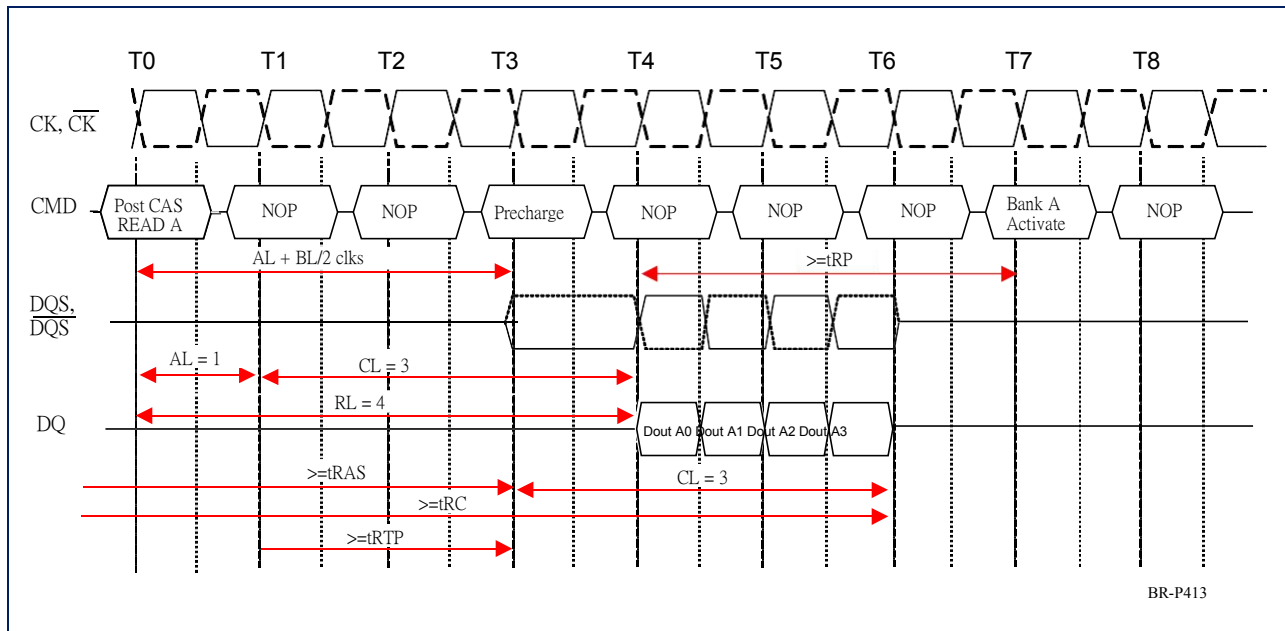 T0 T1 T2 T3 T4 T5 T6 T7 T8
CK, CK
CMD
Post CAS
READ A
NOP
NOP
Precharge
NOP
NOP
NOP
Bank A
Activate
NOP
AL + BL/2 clks
>=tRP
DQS,
DQS
AL = 1
CL = 3
RL = 4
DQ
Dout A0 Dout A1 Dout A2 Dout A3
>=tRAS
CL = 3
>=tRC
>=tRTP
BR-P413